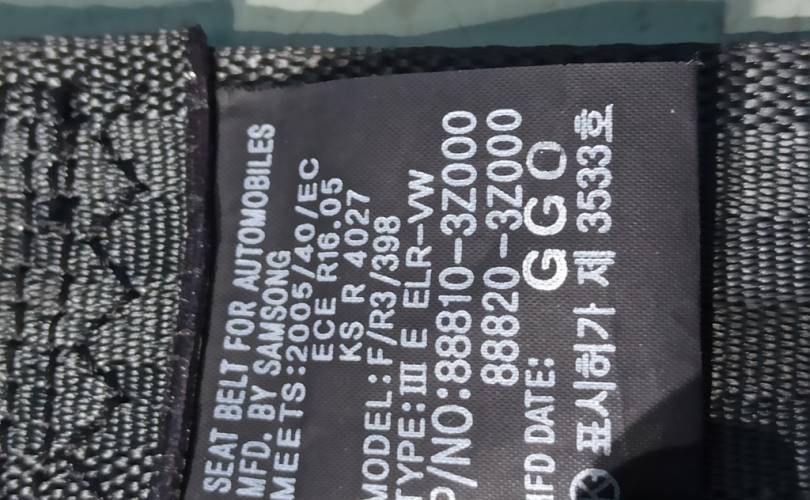 SEAT BELT FOR AUTOMOBILES
MFD. BY SAMSONG
MEETS:2005/40/EC
ECE R16.05
KS R 4027
MODEL:F/R3/398
TYPE:III E ELR-VW
P/NO:88810-3Z000
88820-3Z000
MFD DATE: GGO
표시허가 제 3533호